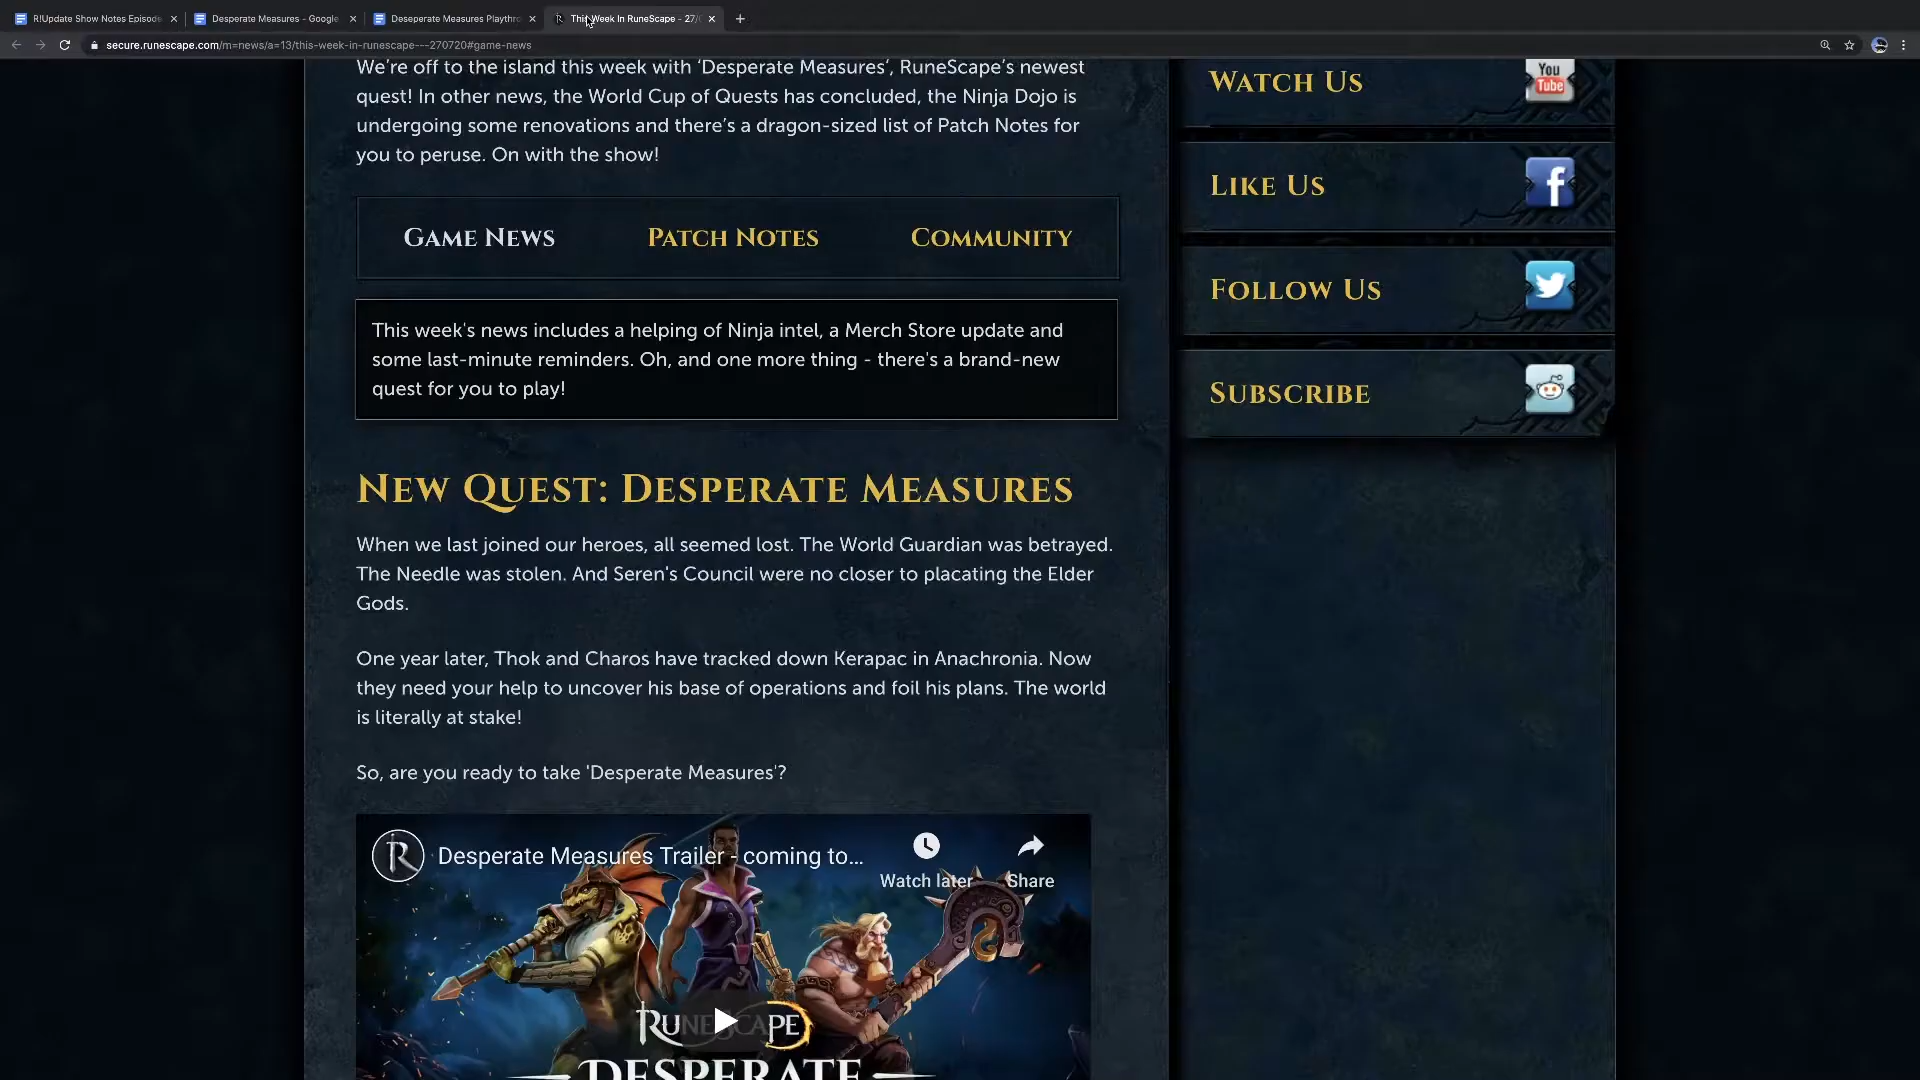 R!Update Show Notes Episode
Desperate Measures - Google
Deseperate Measures Playthro
This Week In RuneScape - 27/
secure.runescape.com/m=news/a=13/this-week-in-runescape---270720#game-news
We're off to the island this week with 'Desperate Measures', RuneScape's newest
quest! In other news, the World Cup of Quests has concluded, the Ninja Dojo is
undergoing some renovations and there's a dragon-sized list of Patch Notes for
you to peruse. On with the show!
Game News
Patch Notes
Community
This week's news includes a helping of Ninja intel, a Merch Store update and
some last-minute reminders. Oh, and one more thing - there's a brand-new
quest for you to play!
New Quest: Desperate Measures
When we last joined our heroes, all seemed lost. The World Guardian was betrayed.
The Needle was stolen. And Seren's Council were no closer to placating the Elder
Gods.
One year later, Thok and Charos have tracked down Kerapac in Anachronia. Now
they need your help to uncover his base of operations and foil his plans. The world
is literally at stake!
So, are you ready to take 'Desperate Measures'?
Desperate Measures Trailer - coming to...
Watch later
Share
RuneScape
DESPERATE
Watch Us
You
Tube
Like Us
Follow Us
Subscribe